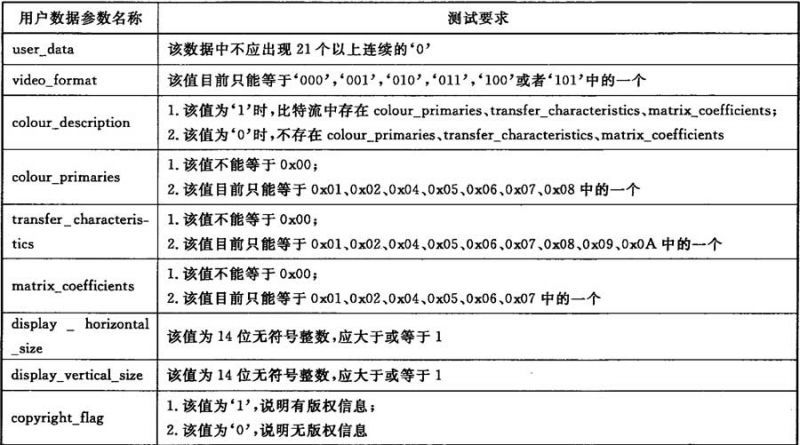 用户数据参数名称 测试要求
user_data 该数据中不应出现 21 个以上连续的‘0’
video_format 该值目前只能等于‘000’,‘001’,‘010’,‘011’,‘100’或者‘101’中的一个
colour_description 1. 该值为‘1’时,比特流中存在 colour_primaries、transfer_characteristics、matrix_coefficients;
2. 该值为‘0’时,不存在 colour_primaries、transfer_characteristics、matrix_coefficients
colour_primaries 1. 该值不能等于 0x00;
2. 该值目前只能等于 0x01、0x02、0x04、0x05、0x06、0x07、0x08 中的一个
transfer_characteris-
tics
1. 该值不能等于 0x00;
2. 该值目前只能等于 0x01、0x02、0x04、0x05、0x06、0x07、0x08、0x09、0x0A 中的一个
matrix_coefficients 1. 该值不能等于 0x00;
2. 该值目前只能等于 0x01、0x02、0x04、0x05、0x06、0x07 中的一个
display _ horizontal
_size
该值为 14 位无符号整数,应大于或等于 1
display_vertical_size 该值为 14 位无符号整数,应大于或等于 1
copyright_flag 1. 该值为‘1’,说明有版权信息;
2. 该值为‘0’,说明无版权信息